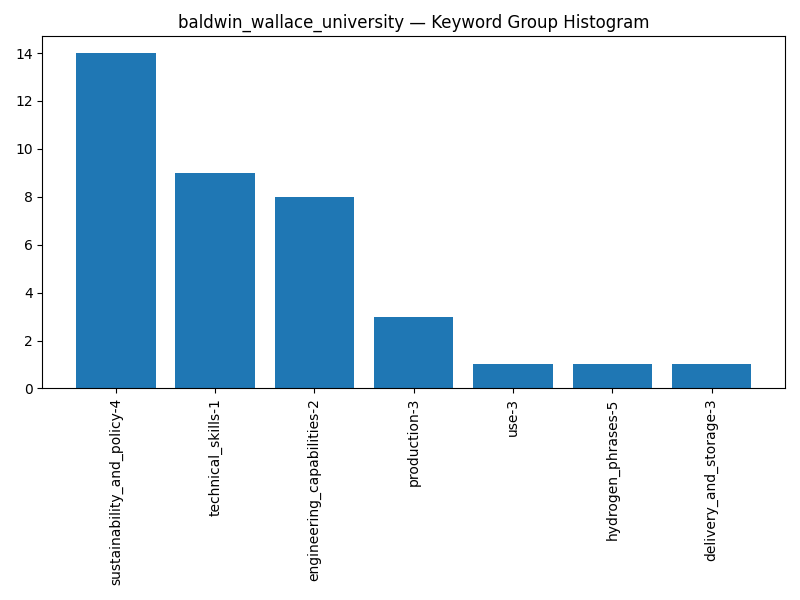 baldwin_wallace_university — Keyword Group Histogram
14
12
10
8
6
4
2
0
sustainability_and_policy-4
technical_skills-1
engineering_capabilities-2
production-3
use-3
hydrogen_phrases-5
delivery_and_storage-3